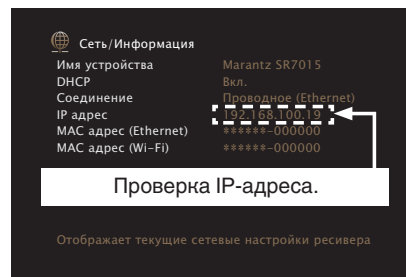 Сеть/Информация
Имя устройства Marantz SR7015
DHCP Вкл.
Соединение Проводное (Ethernet)
IP адрес 192.168.100.19
MAC адрес (Ethernet) ******-000000
MAC адрес (Wi-Fi) ******-000000
Проверка IP-адреса.
Отображает текущие сетевые настройки ресивера